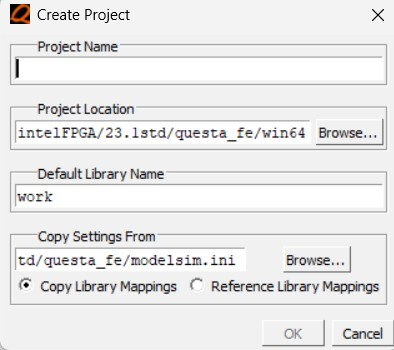 Create Project
Project Name
Project Location
intelFPGA/23.1std/questa_fe/win64 Browse...
Default Library Name
work
Copy Settings From
td/questa_fe/modelsim.ini Browse...
Copy Library Mappings Reference Library Mappings
OK Cancel